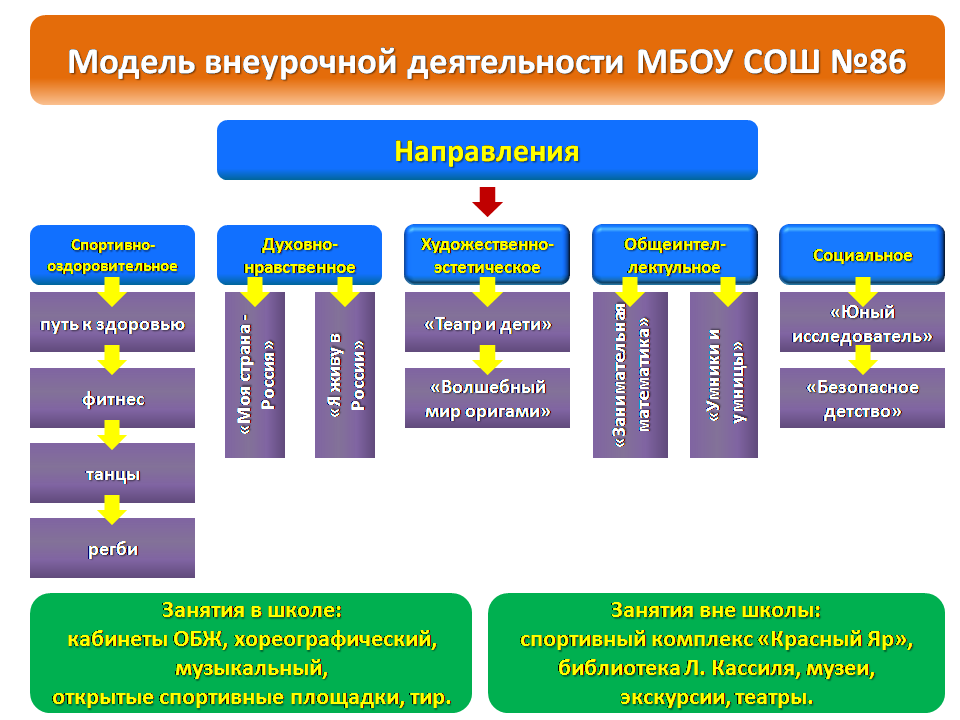 Модель внеурочной деятельности МБОУ СОШ №86
Направления
Спортивно-
оздоровительное
путь к здоровью
фитнес
танцы
регби
Духовно-
нравственное
«Моя страна -
Россия»
«Я живу в
России»
Художественно-
эстетическое
«Театр и дети»
«Волшебный
мир оригами»
Общеинтел-
лектульное
«Занимательная
математика»
«Умники и
умницы»
Социальное
«Юный
исследователь»
«Безопасное
детство»
Занятия в школе:
кабинеты ОБЖ, хореографический,
музыкальный,
открытые спортивные площадки, тир.
Занятия вне школы:
спортивный комплекс «Красный Яр»,
библиотека Л. Кассиля, музеи,
экскурсии, театры.